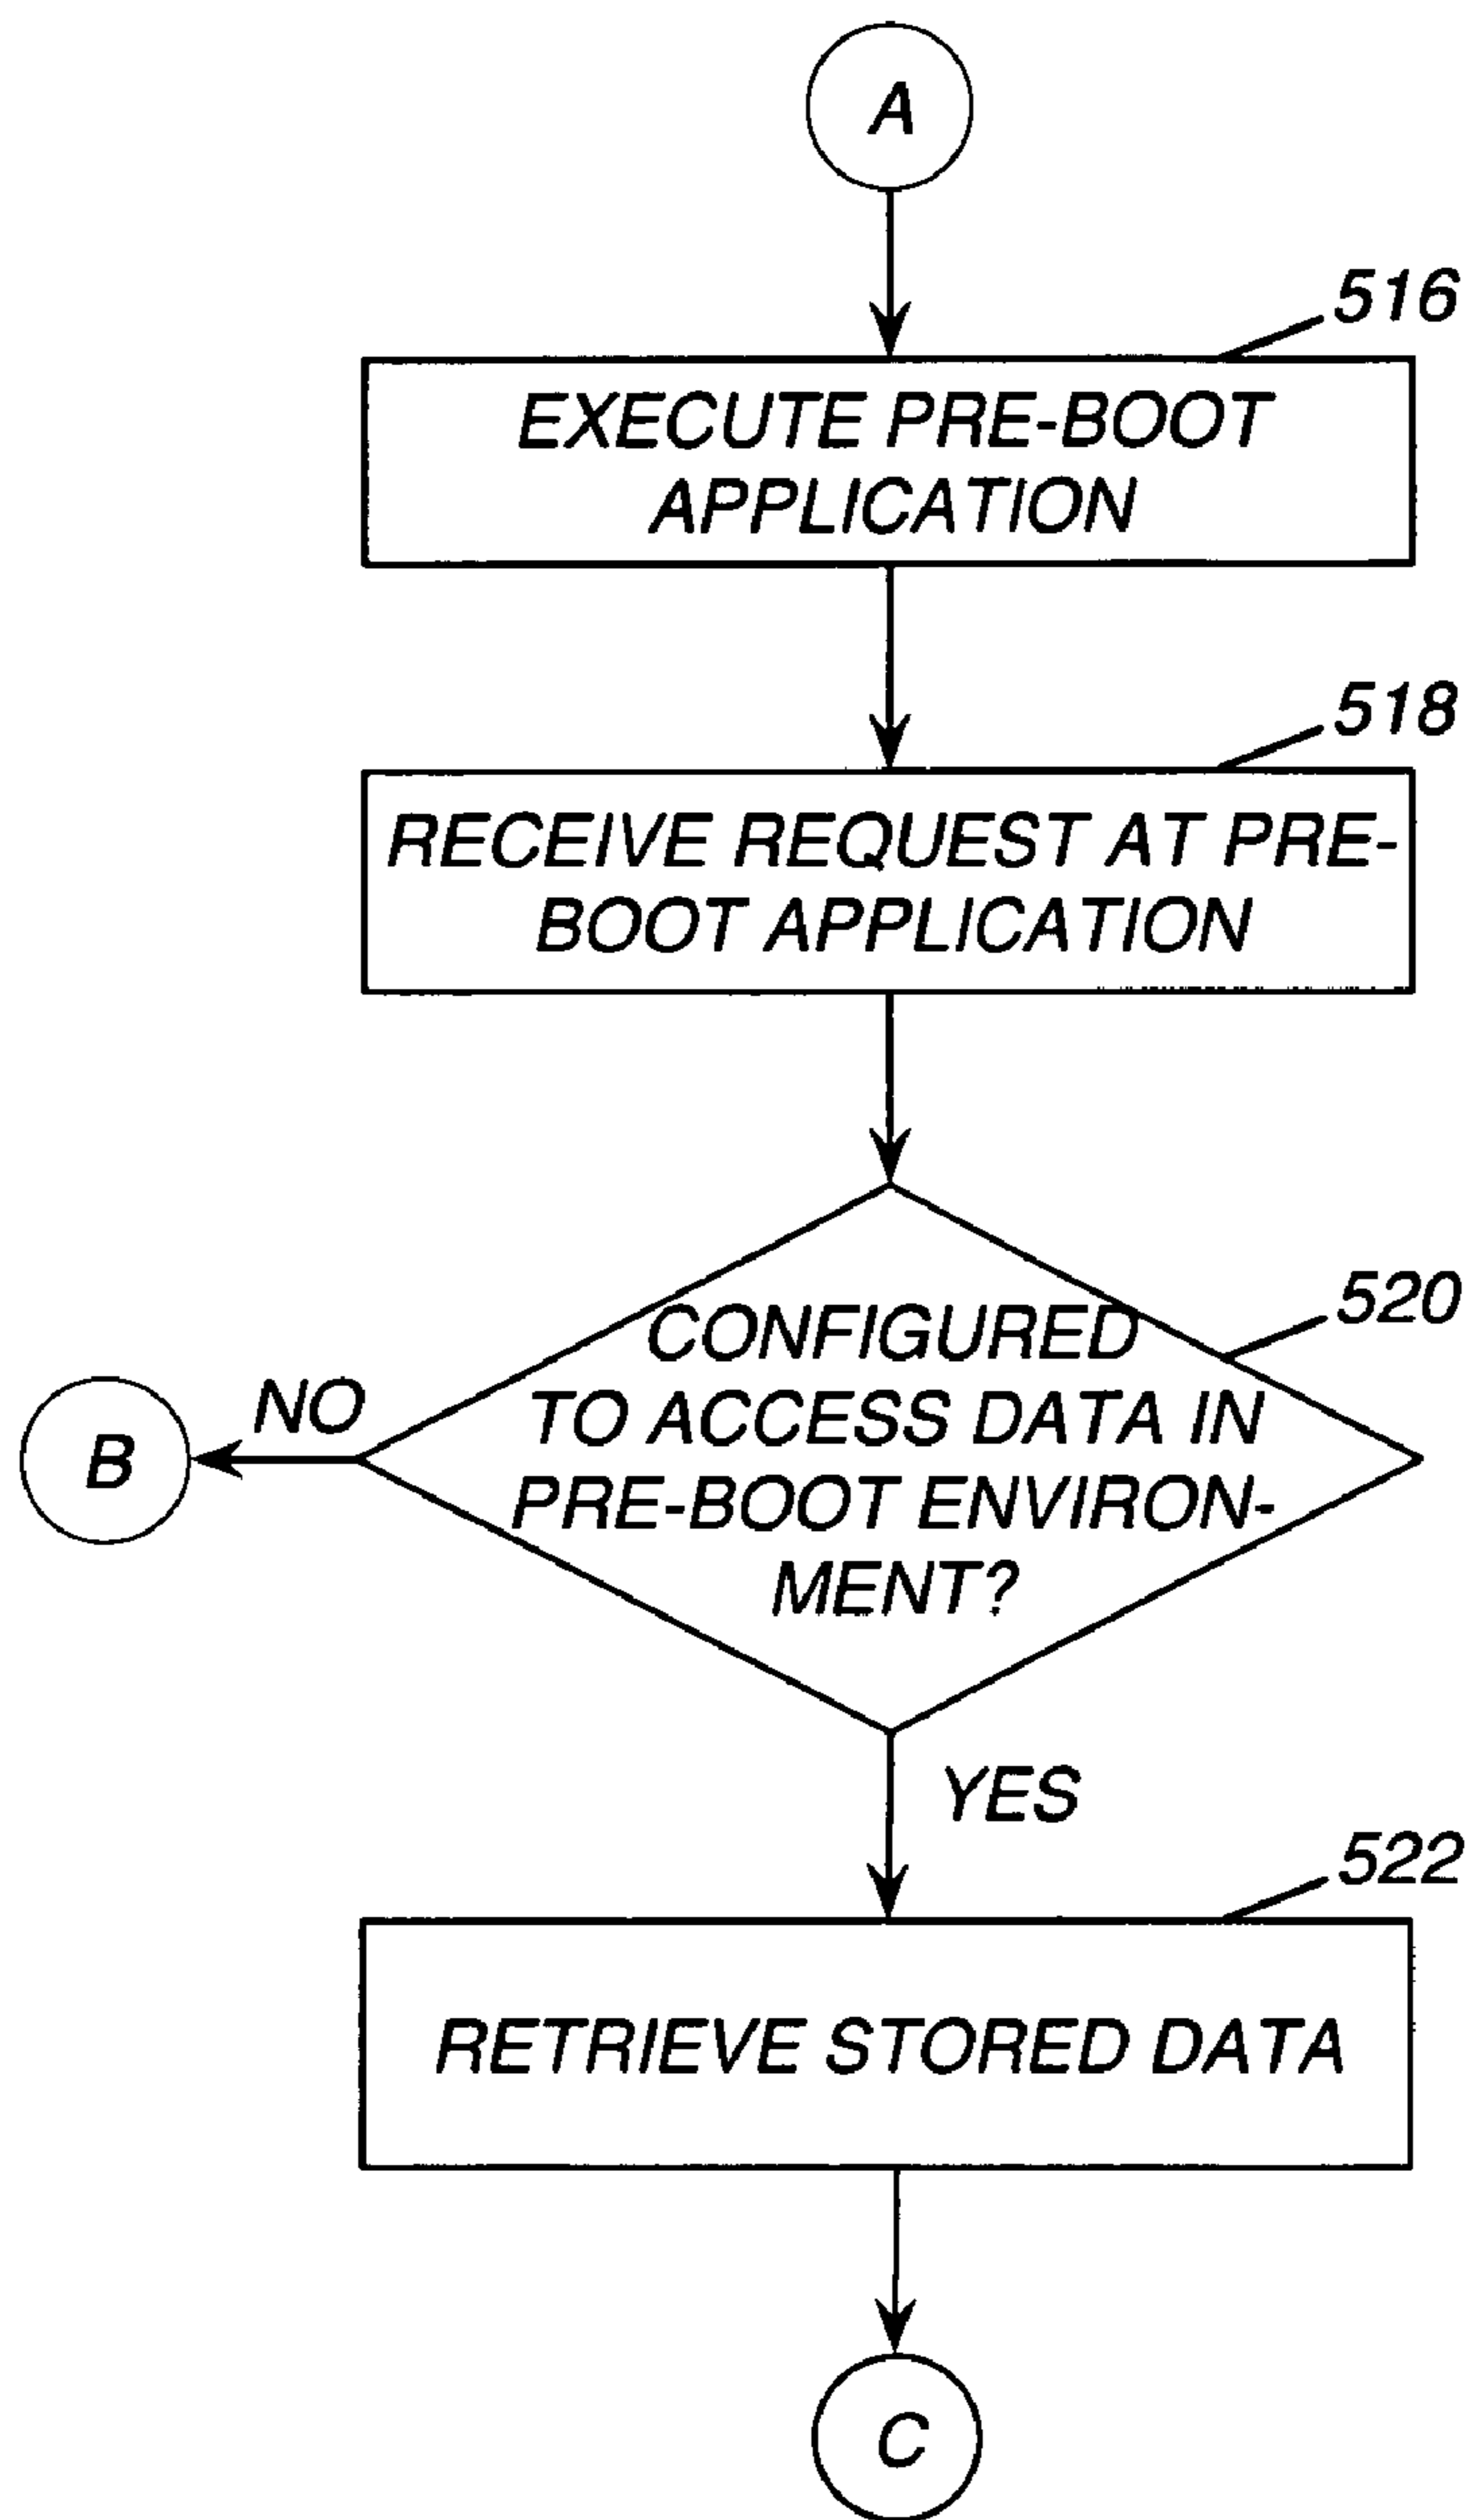 A
516
EXECUTE PRE-BOOT
APPLICATION
518
RECEIVE REQUEST AT PRE-
BOOT APPLICATION
520
CONFIGURED
TO ACCESS DATA IN
PRE-BOOT ENVIRON-
MENT?
NO
B
YES
522
RETRIEVE STORED DATA
C